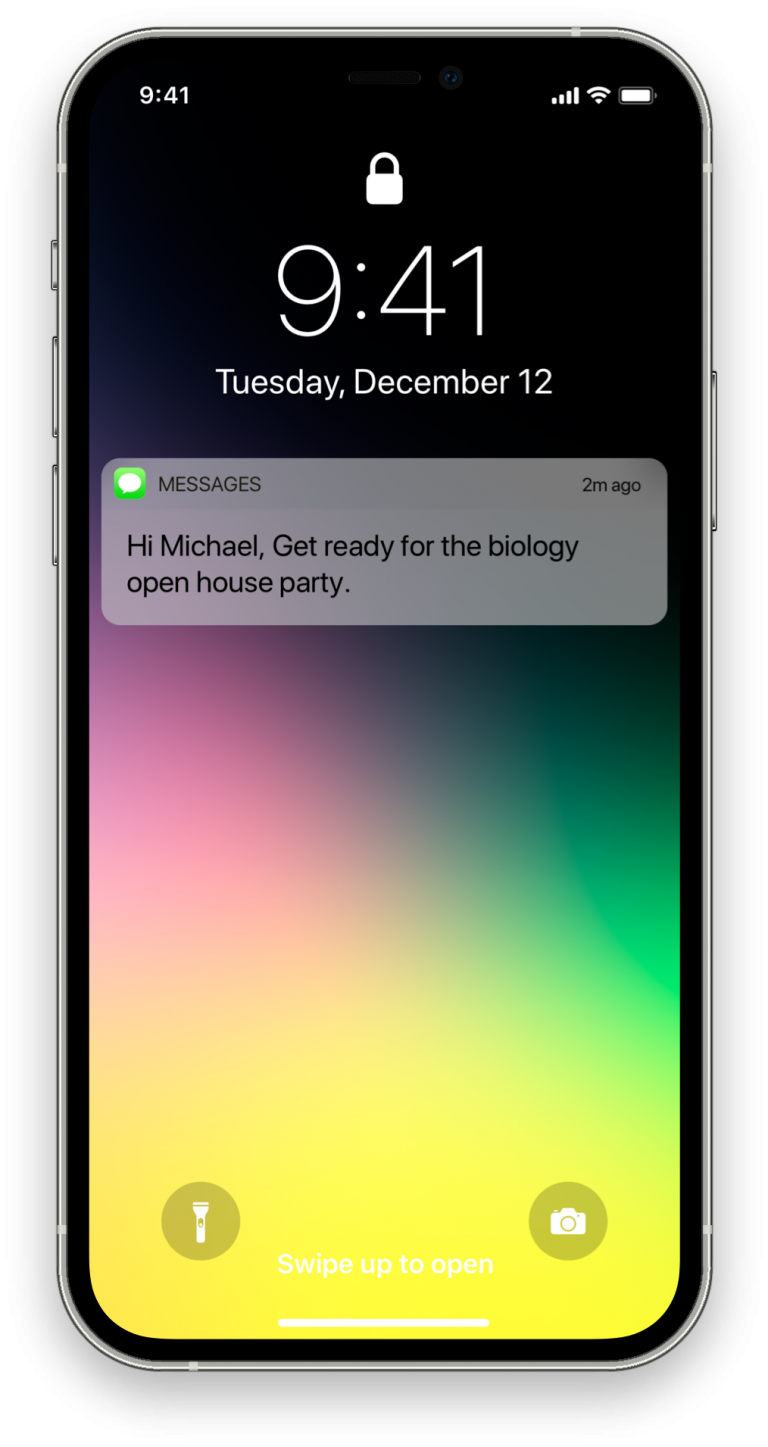 9:41
9:41
Tuesday, December 12
MESSAGES 2m ago
Hi Michael, Get ready for the biology
open house party.
Swipe up to open